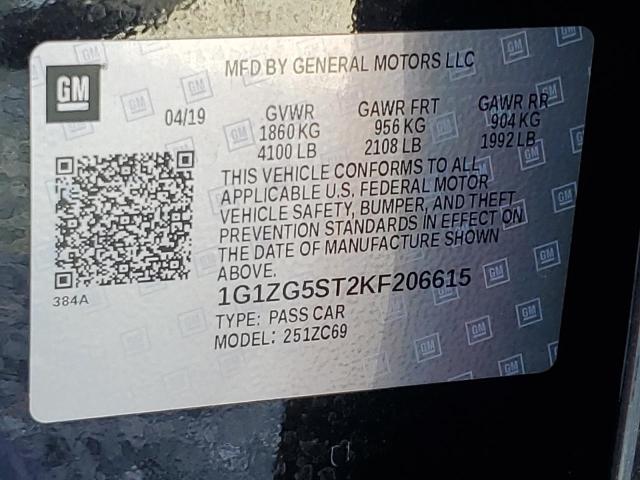 MFD BY GENERAL MOTORS LLC
GM
04/19 GVWR GAWR FRT GAWR RR
1860 KG 956 KG 904 KG
4100 LB 2108 LB 1992 LB
THIS VEHICLE CONFORMS TO ALL
APPLICABLE U.S. FEDERAL MOTOR
VEHICLE SAFETY, BUMPER, AND THEFT
PREVENTION STANDARDS IN EFFECT ON
THE DATE OF MANUFACTURE SHOWN
ABOVE.
384A
1G1ZG5ST2KF206615
TYPE: PASS CAR
MODEL: 251ZC69